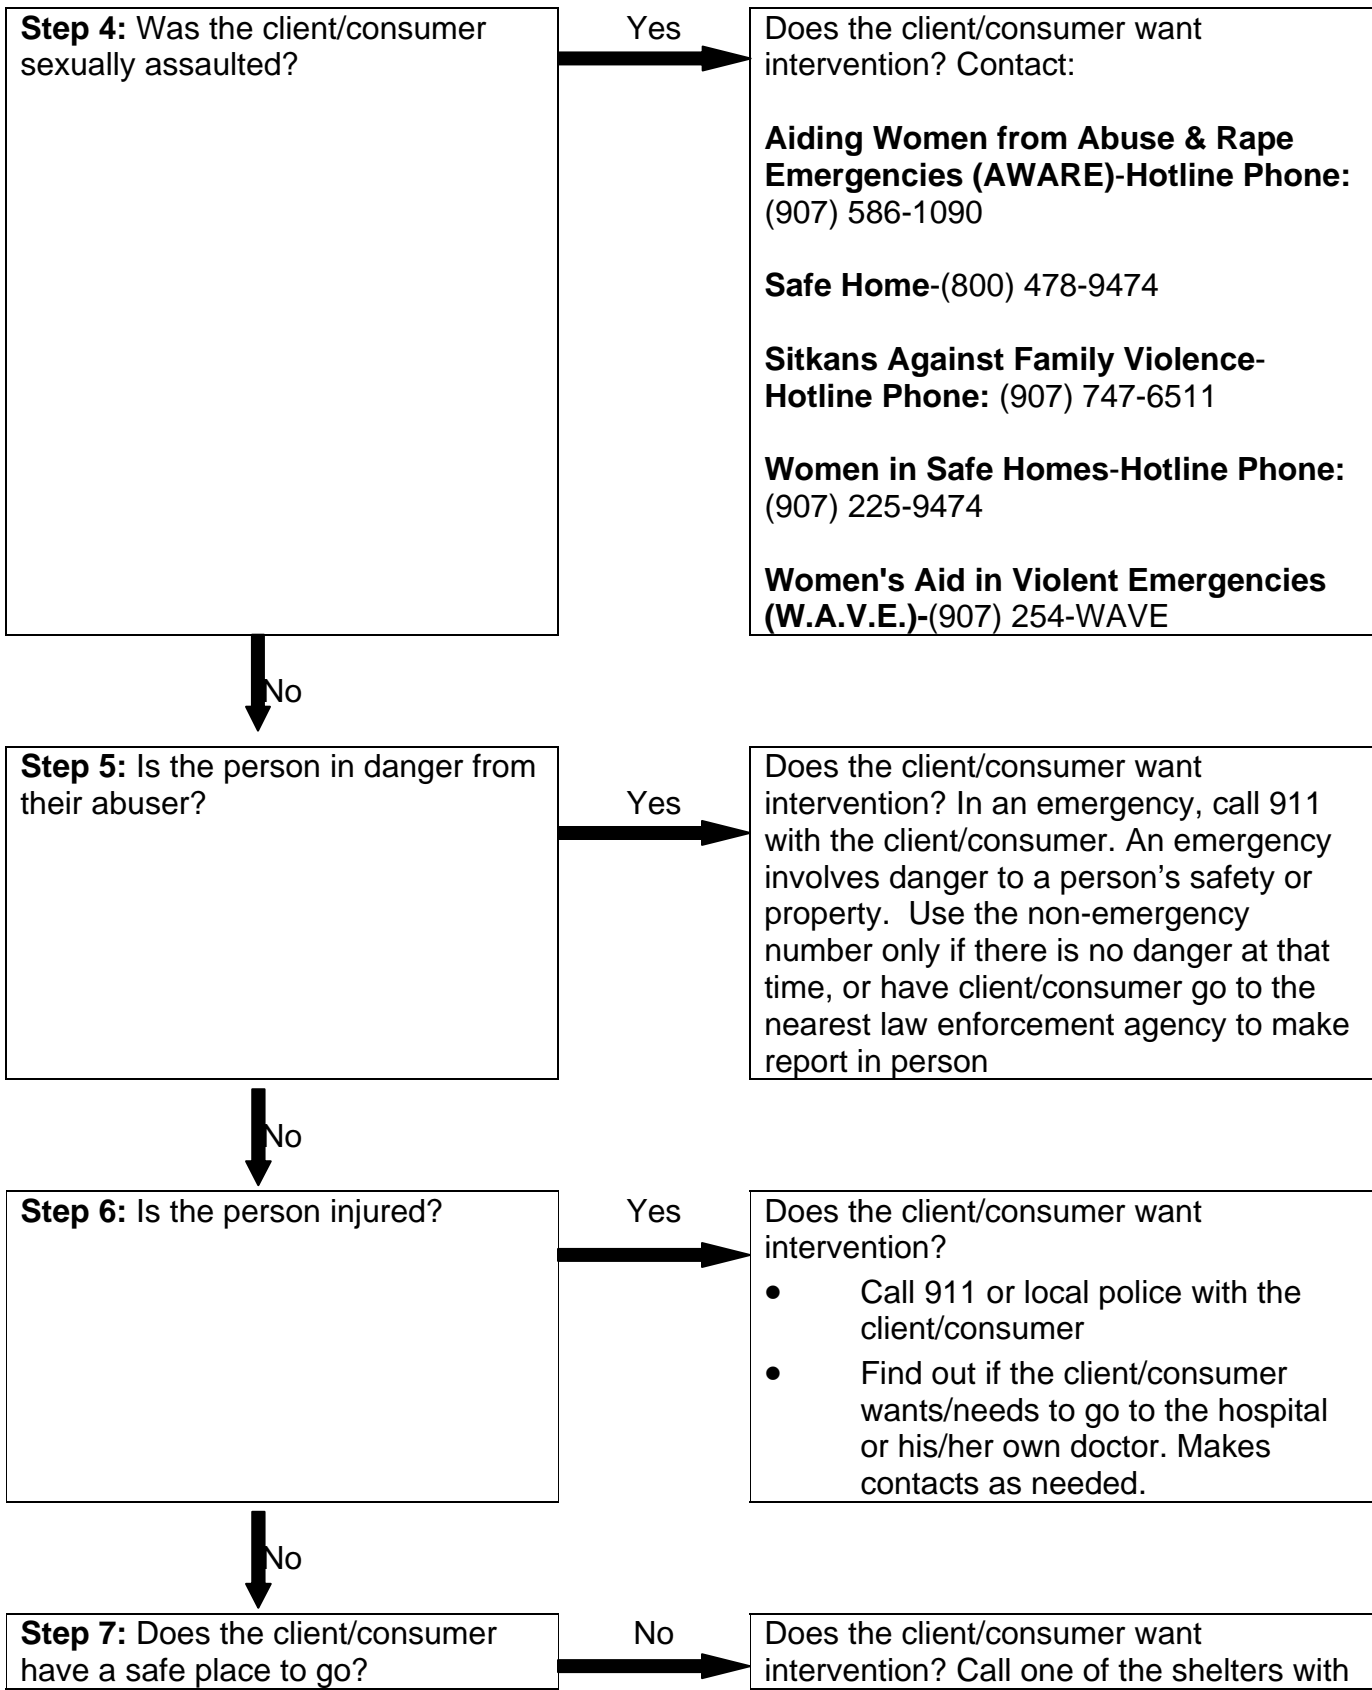 Step 4: Was the client/consumer
sexually assaulted?
Yes
Does the client/consumer want
intervention? Contact:
Aiding Women from Abuse & Rape
Emergencies (AWARE)-Hotline Phone:
(907) 586-1090
Safe Home-(800) 478-9474
Sitkans Against Family Violence-
Hotline Phone: (907) 747-6511
Women in Safe Homes-Hotline Phone:
(907) 225-9474
Women's Aid in Violent Emergencies
(W.A.V.E.)-(907) 254-WAVE
No
Step 5: Is the person in danger from
their abuser?
Yes
Does the client/consumer want
intervention? In an emergency, call 911
with the client/consumer. An emergency
involves danger to a person’s safety or
property.  Use the non-emergency
number only if there is no danger at that
time, or have client/consumer go to the
nearest law enforcement agency to make
report in person
No
Step 6: Is the person injured?
Yes
Does the client/consumer want
intervention?
• Call 911 or local police with the
client/consumer
• Find out if the client/consumer
wants/needs to go to the hospital
or his/her own doctor. Makes
contacts as needed.
No
Step 7: Does the client/consumer
have a safe place to go?
No
Does the client/consumer want
intervention? Call one of the shelters with